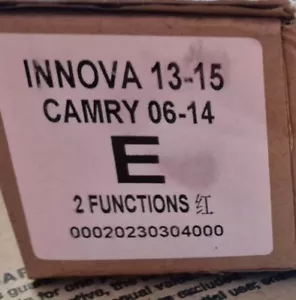 INNOVA 13-15
CAMRY 06-14
E
2 FUNCTIONS 红
00020230304000